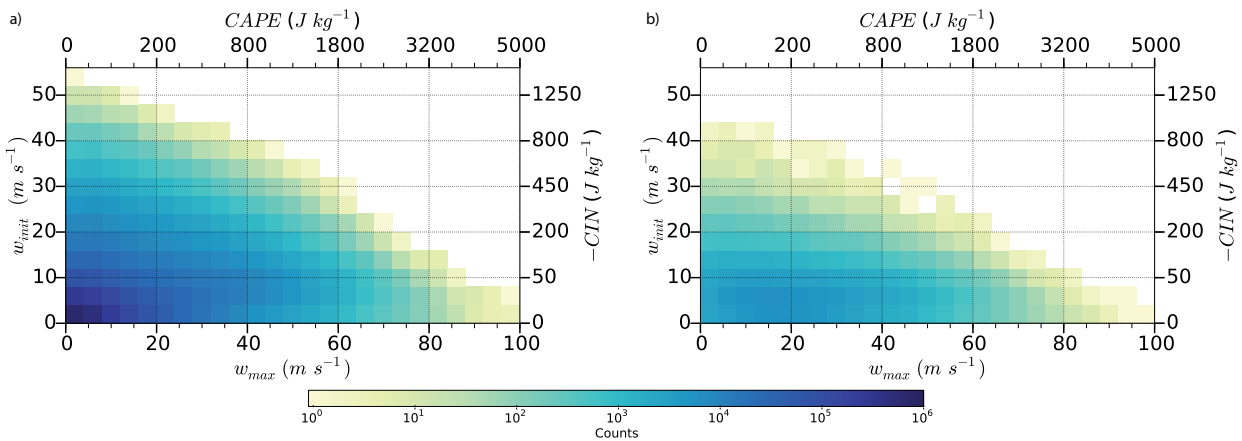 a)
CAPE (J kg⁻¹)
0 200 800 1800 3200 5000
50 40 30 20 10 0
w_init (m s⁻¹)
1250 800 450 200 50 0
−CIN (J kg⁻¹)
0 20 40 60 80 100
w_max (m s⁻¹)
b)
CAPE (J kg⁻¹)
0 200 800 1800 3200 5000
50 40 30 20 10 0
w_init (m s⁻¹)
1250 800 450 200 50 0
−CIN (J kg⁻¹)
0 20 40 60 80 100
w_max (m s⁻¹)
10⁰ 10¹ 10² 10³ 10⁴ 10⁵ 10⁶
Counts